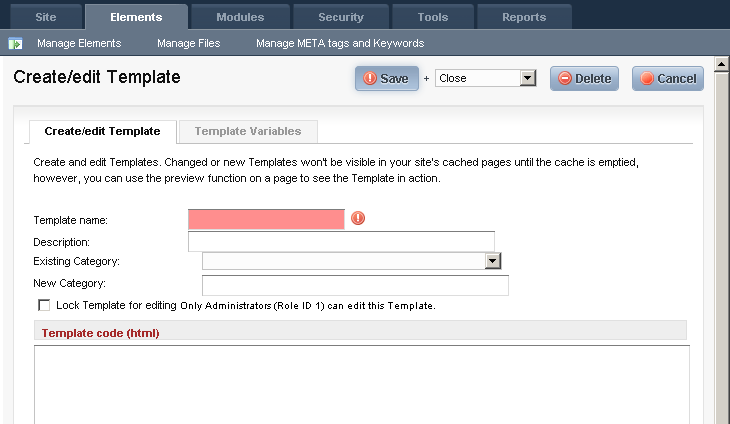 Site Elements Modules Security Tools Reports
Manage Elements Manage Files Manage META tags and Keywords
Create/edit Template Save + Close Delete Cancel
Create/edit Template Template Variables
Create and edit Templates. Changed or new Templates won't be visible in your site's cached pages until the cache is emptied,
however, you can use the preview function on a page to see the Template in action.
Template name:
Description:
Existing Category:
New Category:
Lock Template for editing Only Administrators (Role ID 1) can edit this Template.
Template code (html)